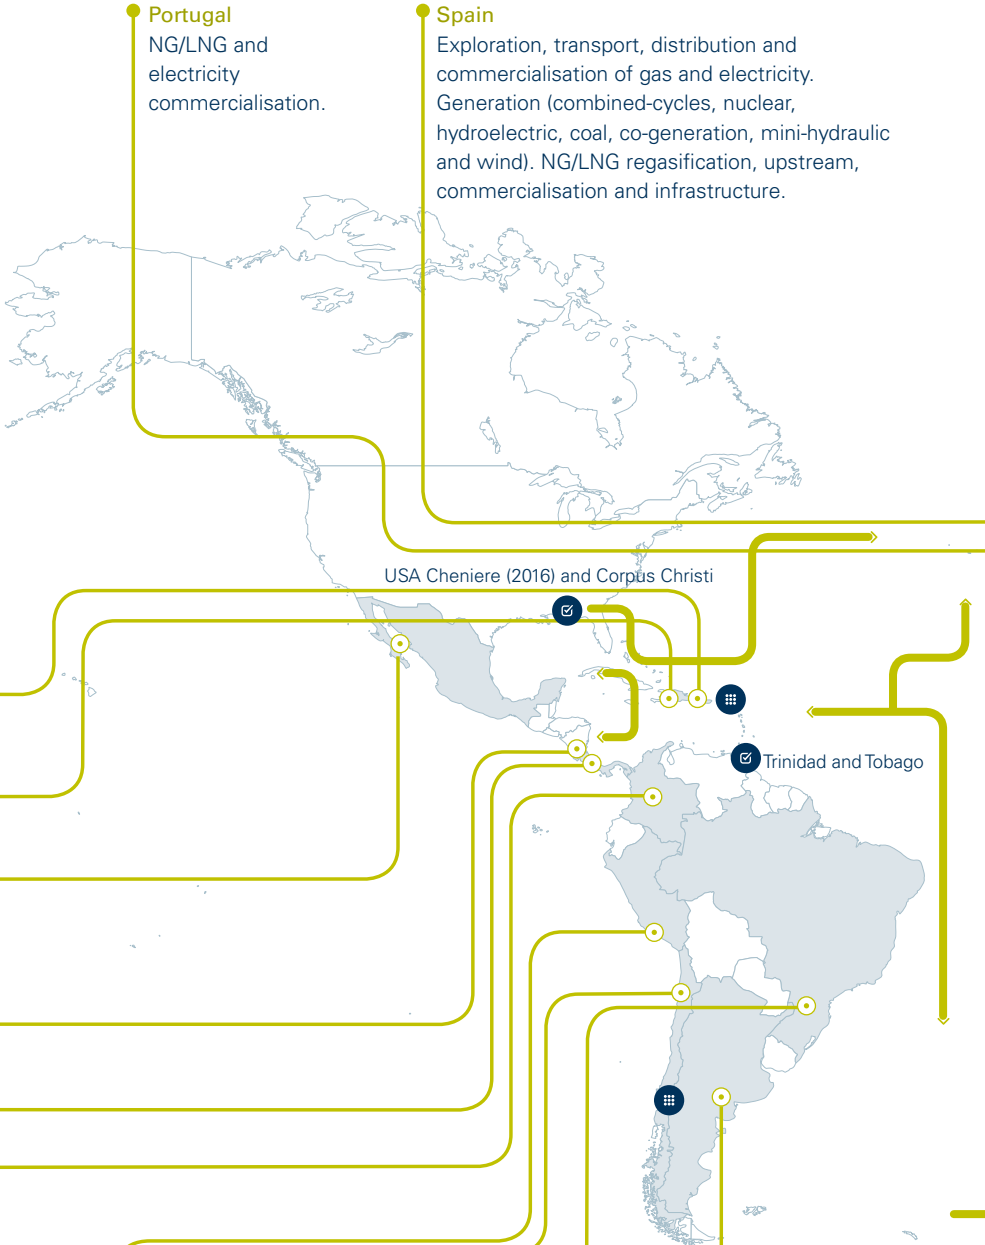 Portugal
NG/LNG and
electricity
commercialisation.
Spain
Exploration, transport, distribution and
commercialisation of gas and electricity.
Generation (combined-cycles, nuclear,
hydroelectric, coal, co-generation, mini-hydraulic
and wind). NG/LNG regasification, upstream,
commercialisation and infrastructure.
USA Cheniere (2016) and Corpus Christi
Trinidad and Tobago